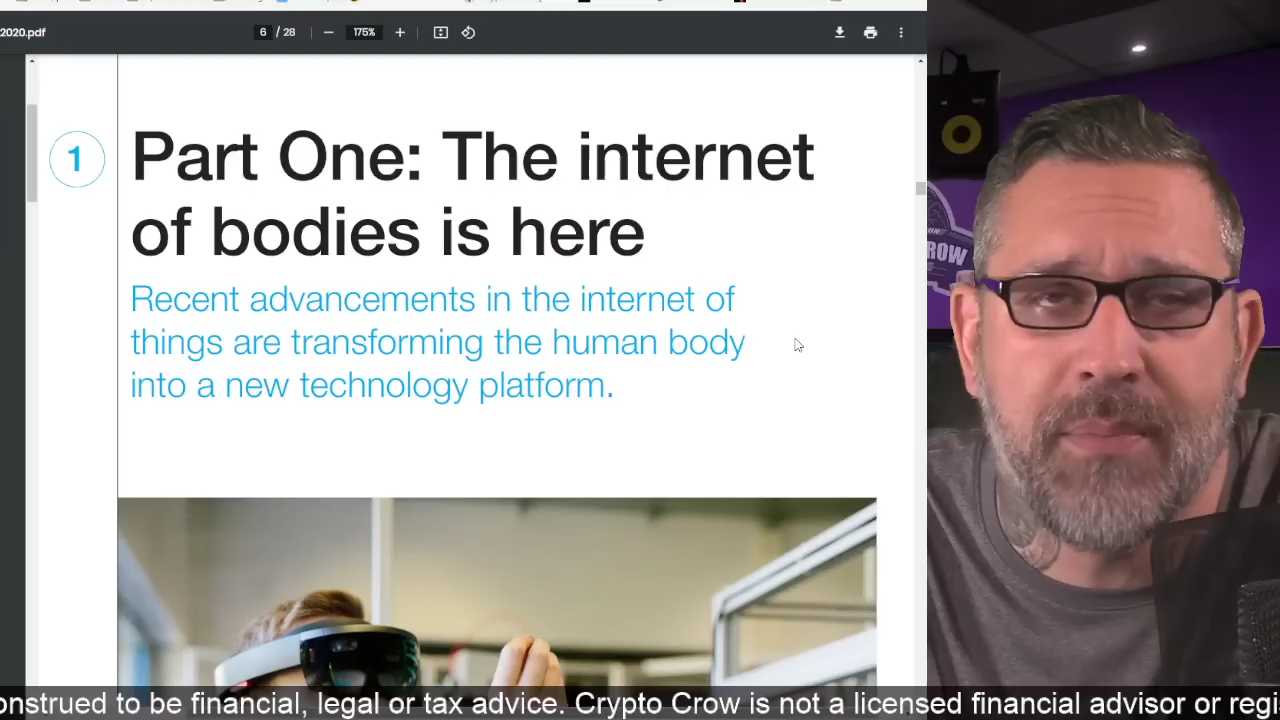 2020.pdf
6 / 28
175%
1
Part One: The internet
of bodies is here
Recent advancements in the internet of
things are transforming the human body
into a new technology platform.
ROW
onstrued to be financial, legal or tax advice. Crypto Crow is not a licensed financial advisor or regi